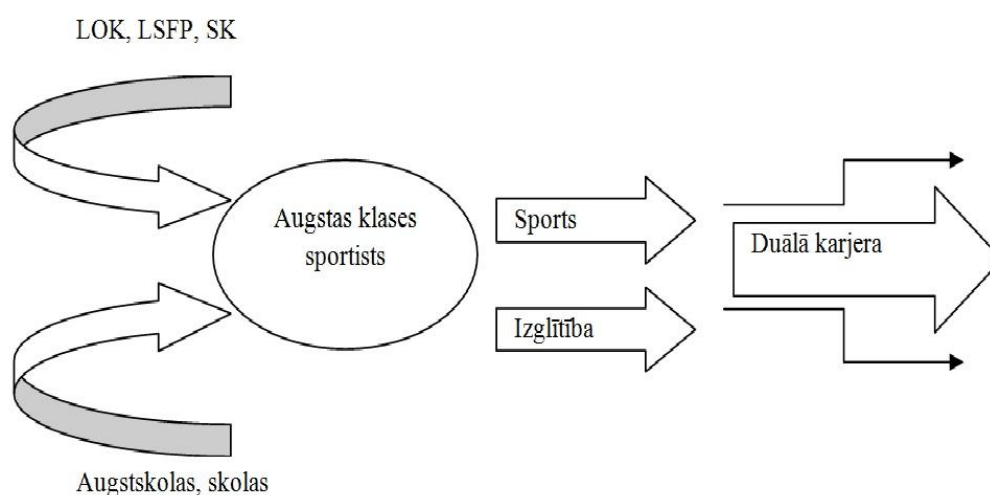 LOK, LSFP, SK
Augstas klases
sportists
Sports
Izglītība
Duālā karjera
Augstskolas, skolas